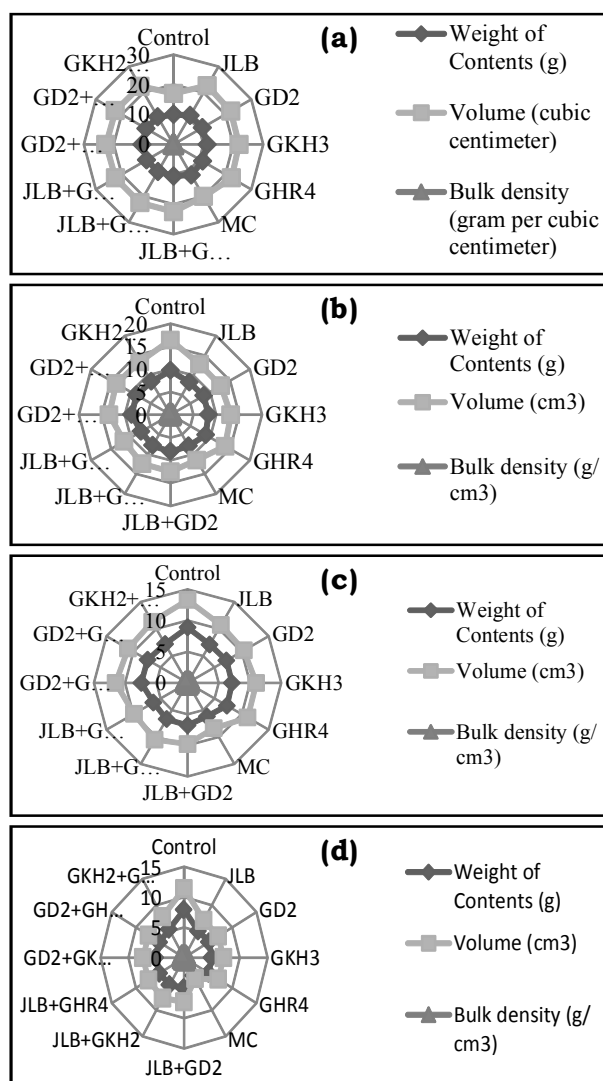 (a)
Control
JLB
GD2
GKH3
GHR4
MC
JLB+G…
JLB+G…
JLB+G…
GD2+…
GD2+…
GKH2…
30
20
10
0
Weight of
Contents (g)
Volume (cubic
centimeter)
Bulk density
(gram per cubic
centimeter)
(b)
Control
JLB
GD2
GKH3
GHR4
MC
JLB+GD2
JLB+G…
JLB+G…
GD2+…
GD2+…
GKH2…
20
15
10
5
0
Weight of
Contents (g)
Volume (cm3)
Bulk density (g/
cm3)
(c)
Control
JLB
GD2
GKH3
GHR4
MC
JLB+GD2
JLB+G…
JLB+G…
GD2+G…
GD2+G…
GKH2+…
15
10
5
0
Weight of
Contents (g)
Volume (cm3)
Bulk density (g/
cm3)
(d)
Control
JLB
GD2
GKH3
GHR4
MC
JLB+GD2
JLB+GKH2
JLB+GHR4
GD2+GK…
GD2+GH…
GKH2+G…
15
10
5
0
Weight of
Contents (g)
Volume (cm3)
Bulk density (g/
cm3)